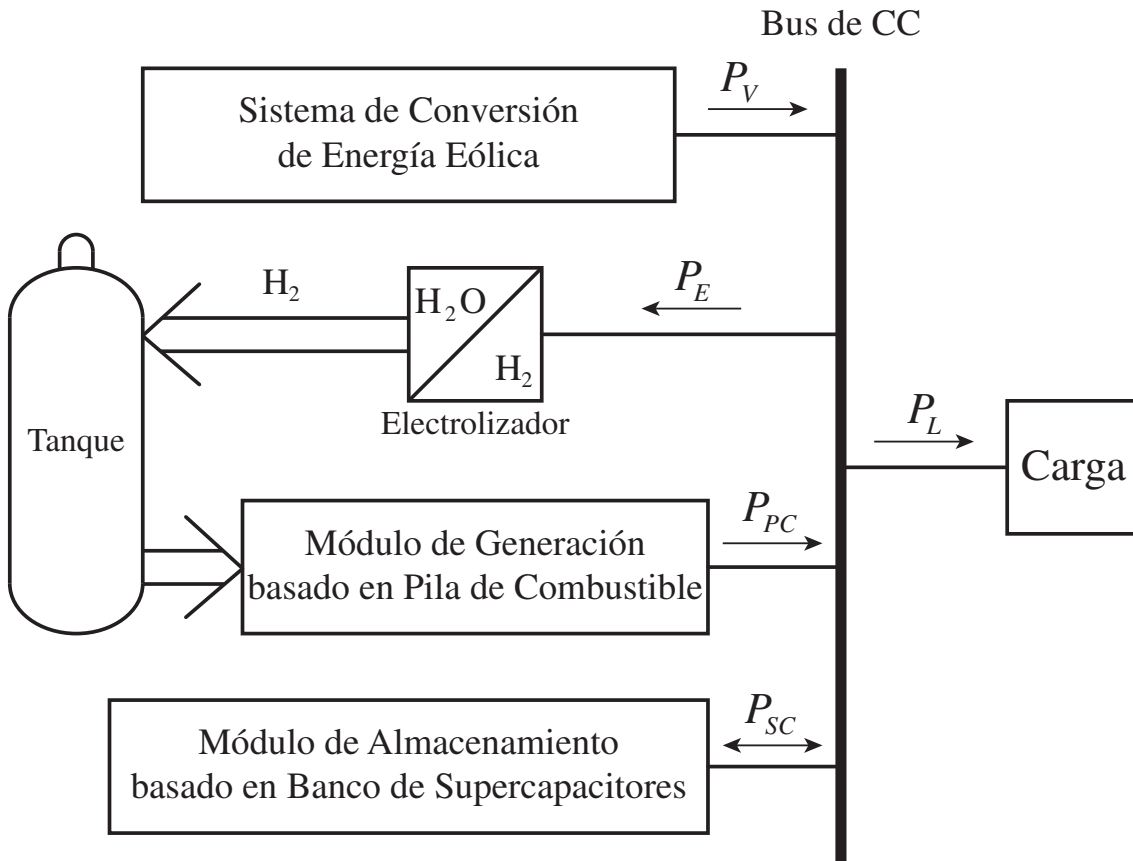 Bus de CC
P_V
Sistema de Conversión
de Energía Eólica
H₂
H₂O
H₂
P_E
Electrolizador
Tanque
P_L
Carga
P_PC
Módulo de Generación
basado en Pila de Combustible
P_SC
Módulo de Almacenamiento
basado en Banco de Supercapacitores